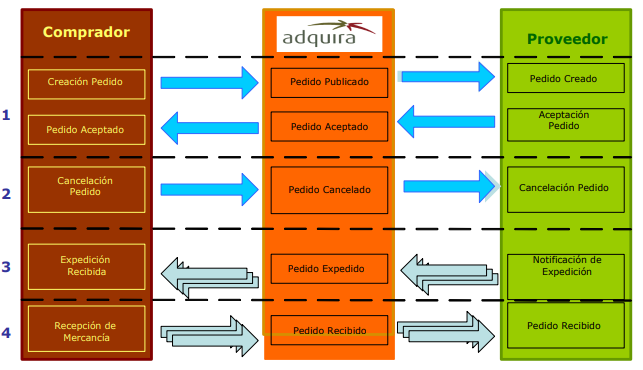 Comprador
adquira
Proveedor
Creación Pedido
Pedido Publicado
Pedido Creado
1
Pedido Aceptado
Pedido Aceptado
Aceptación
Pedido
2
Cancelación
Pedido
Pedido Cancelado
Cancelación Pedido
3
Expedición
Recibida
Pedido Expedido
Notificación de
Expedición
4
Recepción de
Mercancía
Pedido Recibido
Pedido Recibido